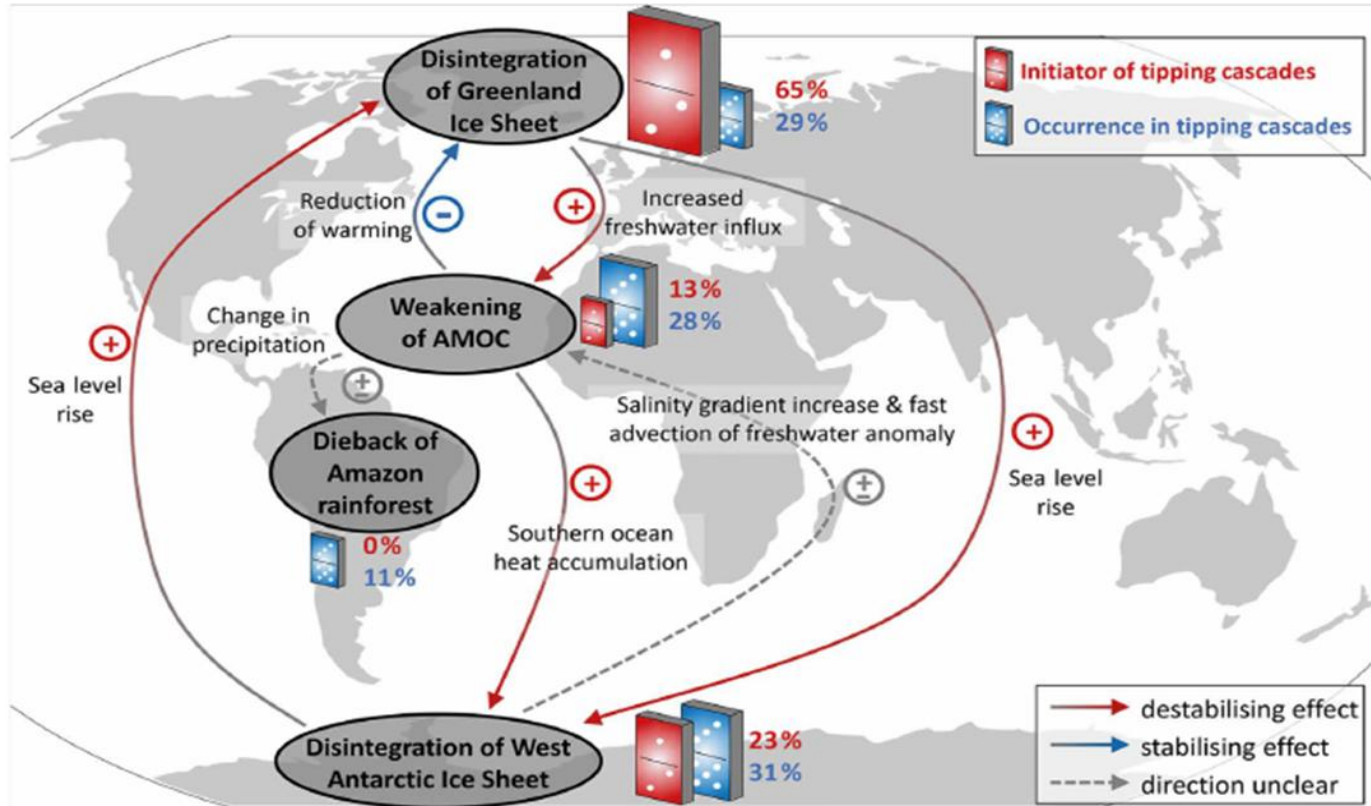 Disintegration
of Greenland
Ice Sheet
65%
29%
Initiator of tipping cascades
Occurrence in tipping cascades
Reduction
of warming
−
+
Increased
freshwater influx
Weakening
of AMOC
13%
28%
Change in
precipitation
±
+
Sea level
rise
Dieback of
Amazon
rainforest
0%
11%
Salinity gradient increase & fast
advection of freshwater anomaly
±
+
Sea level
rise
+
Southern ocean
heat accumulation
Disintegration of West
Antarctic Ice Sheet
23%
31%
destabilising effect
stabilising effect
direction unclear